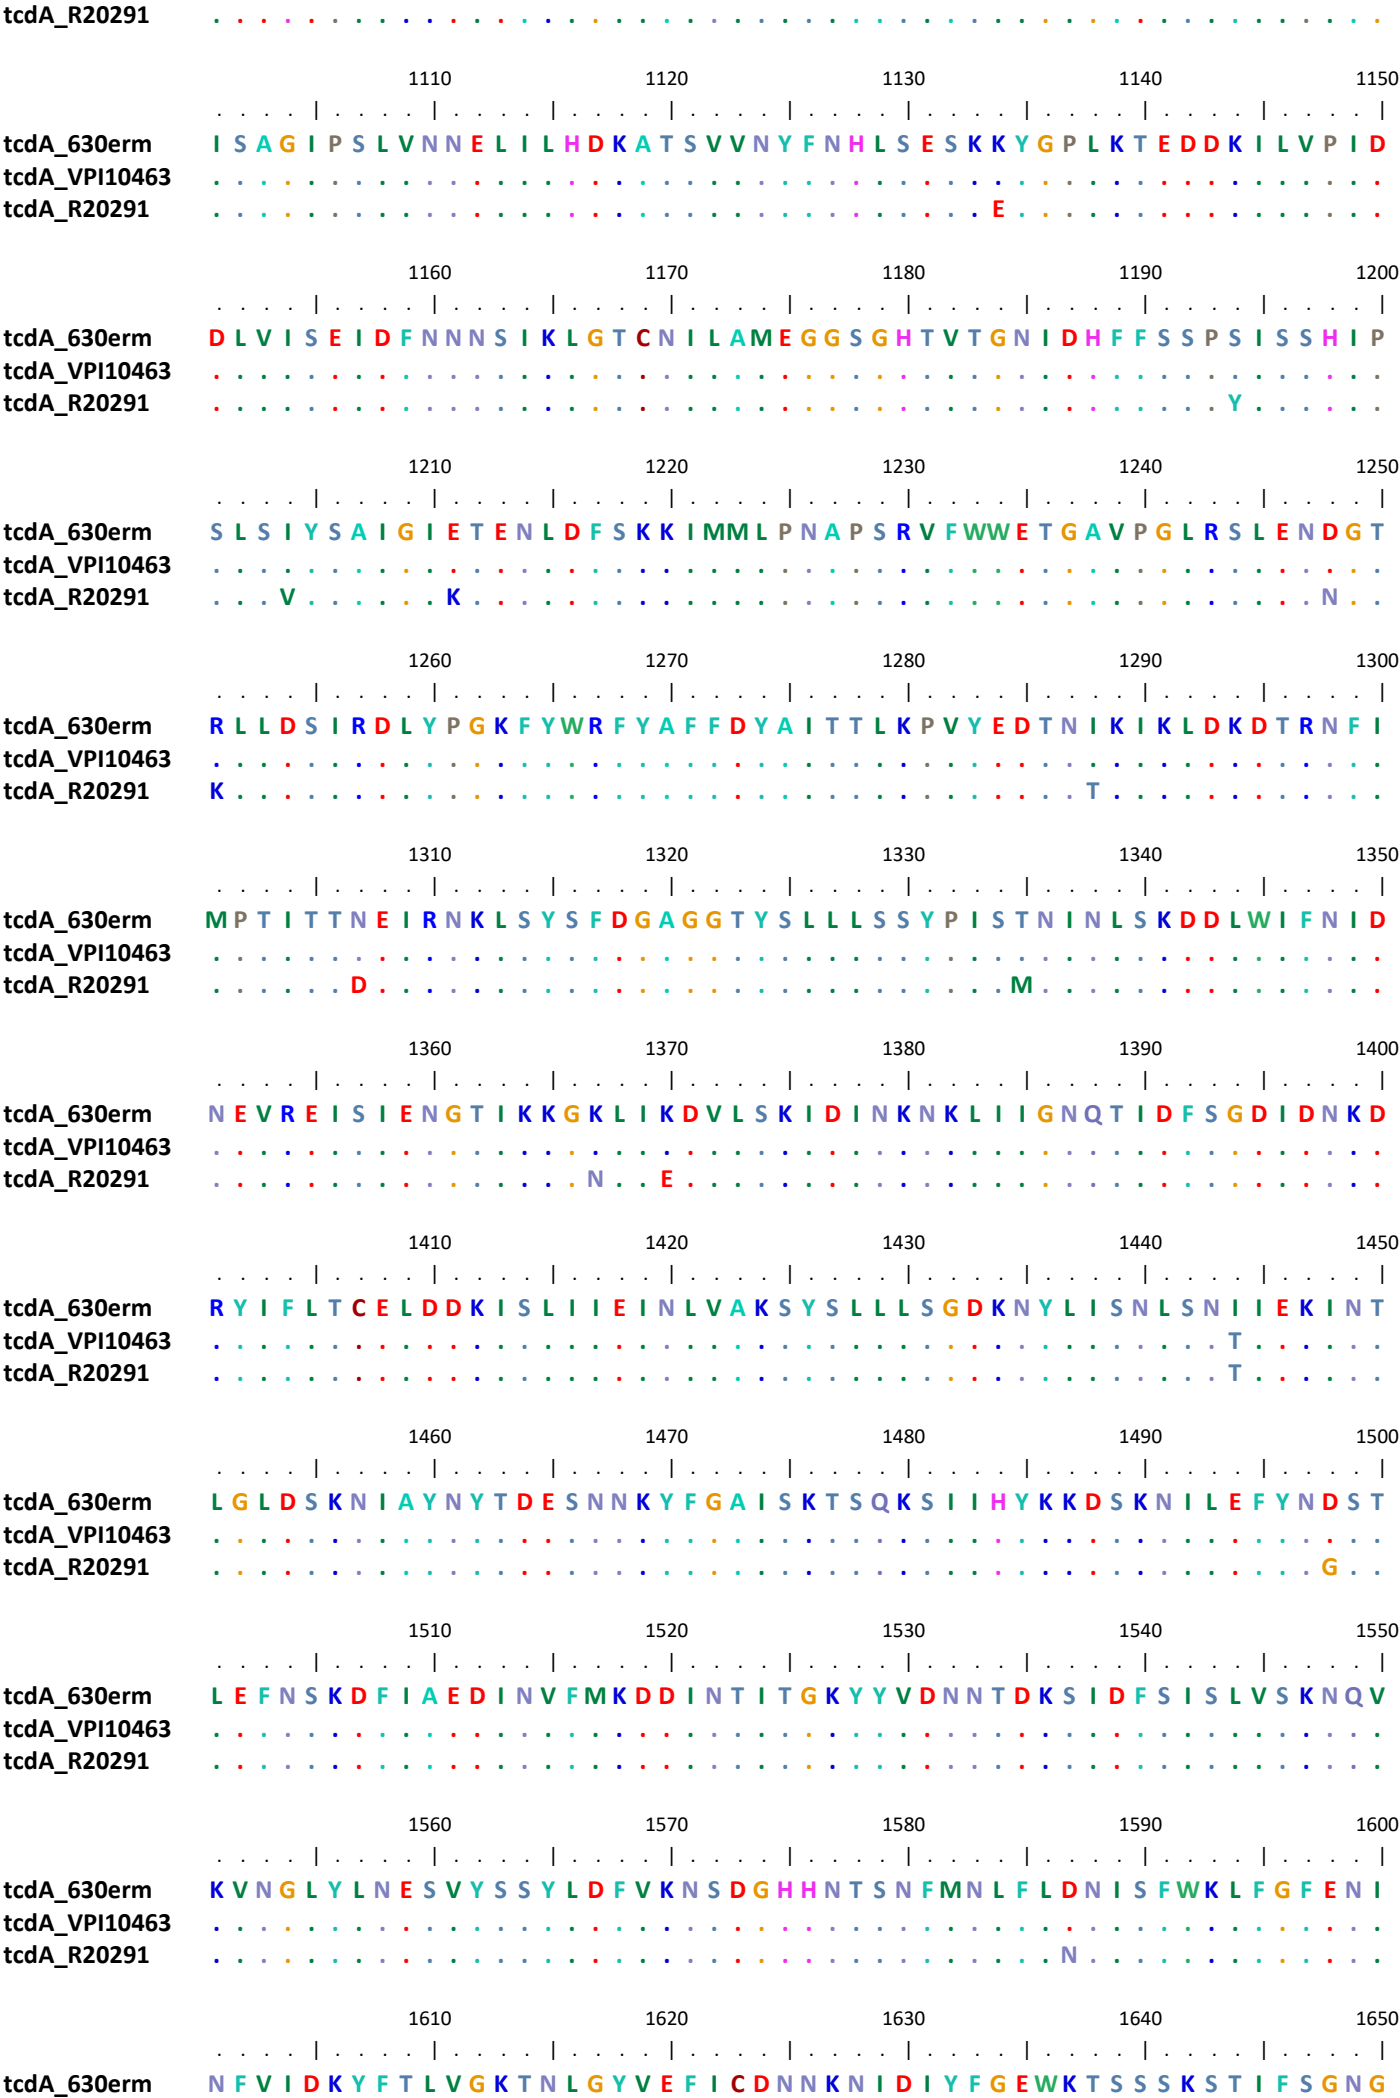 tcdA_R20291 . . . . . . . . . . . . . . . . . . . . . . . . . . . . . . . . . . . . . . . . . . . . . . . . . .
1110 1120 1130 1140 1150
. . . . | . . . . | . . . . | . . . . | . . . . | . . . . | . . . . | . . . . | . . . . | . . . . |
tcdA_630erm I S A G I P S L V N N E L I L H D K A T S V V N Y F N H L S E S K K Y G P L K T E D D K I L V P I D
tcdA_VPI10463 . . . . . . . . . . . . . . . . . . . . . . . . . . . . . . . . . . . . . . . . . . . . . . . . . .
tcdA_R20291 . . . . . . . . . . . . . . . . . . . . . . . . . . . . . . . . . E . . . . . . . . . . . . . . . .
1160 1170 1180 1190 1200
. . . . | . . . . | . . . . | . . . . | . . . . | . . . . | . . . . | . . . . | . . . . | . . . . |
tcdA_630erm D L V I S E I D F N N N S I K L G T C N I L A M E G G S G H T V T G N I D H F F S S P S I S S H I P
tcdA_VPI10463 . . . . . . . . . . . . . . . . . . . . . . . . . . . . . . . . . . . . . . . . . . . . . . . . . .
tcdA_R20291 . . . . . . . . . . . . . . . . . . . . . . . . . . . . . . . . . . . . . . . . . . . Y . . . . . .
1210 1220 1230 1240 1250
. . . . | . . . . | . . . . | . . . . | . . . . | . . . . | . . . . | . . . . | . . . . | . . . . |
tcdA_630erm S L S I Y S A I G I E T E N L D F S K K I M M L P N A P S R V F W W E T G A V P G L R S L E N D G T
tcdA_VPI10463 . . . . . . . . . . . . . . . . . . . . . . . . . . . . . . . . . . . . . . . . . . . . . . . . . .
tcdA_R20291 . . . V . . . . . . K . . . . . . . . . . . . . . . . . . . . . . . . . . . . . . . . . . . . N . .
1260 1270 1280 1290 1300
. . . . | . . . . | . . . . | . . . . | . . . . | . . . . | . . . . | . . . . | . . . . | . . . . |
tcdA_630erm R L L D S I R D L Y P G K F Y W R F Y A F F D Y A I T T L K P V Y E D T N I K I K L D K D T R N F I
tcdA_VPI10463 . . . . . . . . . . . . . . . . . . . . . . . . . . . . . . . . . . . . . . . . . . . . . . . . . .
tcdA_R20291 K . . . . . . . . . . . . . . . . . . . . . . . . . . . . . . . . . . . . T . . . . . . . . . . . .
1310 1320 1330 1340 1350
. . . . | . . . . | . . . . | . . . . | . . . . | . . . . | . . . . | . . . . | . . . . | . . . . |
tcdA_630erm M P T I T T N E I R N K L S Y S F D G A G G T Y S L L L S S Y P I S T N I N L S K D D L W I F N I D
tcdA_VPI10463 . . . . . . . . . . . . . . . . . . . . . . . . . . . . . . . . . . . . . . . . . . . . . . . . . .
tcdA_R20291 . . . . . . D . . . . . . . . . . . . . . . . . . . . . . . . . . . M . . . . . . . . . . . . . . .
1360 1370 1380 1390 1400
. . . . | . . . . | . . . . | . . . . | . . . . | . . . . | . . . . | . . . . | . . . . | . . . . |
tcdA_630erm N E V R E I S I E N G T I K K G K L I K D V L S K I D I N K N K L I I G N Q T I D F S G D I D N K D
tcdA_VPI10463 . . . . . . . . . . . . . . . . . . . . . . . . . . . . . . . . . . . . . . . . . . . . . . . . . .
tcdA_R20291 . . . . . . . . . . . . . . . . N . . E . . . . . . . . . . . . . . . . . . . . . . . . . . . . . .
1410 1420 1430 1440 1450
. . . . | . . . . | . . . . | . . . . | . . . . | . . . . | . . . . | . . . . | . . . . | . . . . |
tcdA_630erm R Y I F L T C E L D D K I S L I I E I N L V A K S Y S L L L S G D K N Y L I S N L S N I I E K I N T
tcdA_VPI10463 . . . . . . . . . . . . . . . . . . . . . . . . . . . . . . . . . . . . . . . . . . . T . . . . . .
tcdA_R20291 . . . . . . . . . . . . . . . . . . . . . . . . . . . . . . . . . . . . . . . . . . . T . . . . . .
1460 1470 1480 1490 1500
. . . . | . . . . | . . . . | . . . . | . . . . | . . . . | . . . . | . . . . | . . . . | . . . . |
tcdA_630erm L G L D S K N I A Y N Y T D E S N N K Y F G A I S K T S Q K S I I H Y K K D S K N I L E F Y N D S T
tcdA_VPI10463 . . . . . . . . . . . . . . . . . . . . . . . . . . . . . . . . . . . . . . . . . . . . . . . . . .
tcdA_R20291 . . . . . . . . . . . . . . . . . . . . . . . . . . . . . . . . . . . . . . . . . . . . . . . G . .
1510 1520 1530 1540 1550
. . . . | . . . . | . . . . | . . . . | . . . . | . . . . | . . . . | . . . . | . . . . | . . . . |
tcdA_630erm L E F N S K D F I A E D I N V F M K D D I N T I T G K Y Y V D N N T D K S I D F S I S L V S K N Q V
tcdA_VPI10463 . . . . . . . . . . . . . . . . . . . . . . . . . . . . . . . . . . . . . . . . . . . . . . . . . .
tcdA_R20291 . . . . . . . . . . . . . . . . . . . . . . . . . . . . . . . . . . . . . . . . . . . . . . . . . .
1560 1570 1580 1590 1600
. . . . | . . . . | . . . . | . . . . | . . . . | . . . . | . . . . | . . . . | . . . . | . . . . |
tcdA_630erm K V N G L Y L N E S V Y S S Y L D F V K N S D G H H N T S N F M N L F L D N I S F W K L F G F E N I
tcdA_VPI10463 . . . . . . . . . . . . . . . . . . . . . . . . . . . . . . . . . . . . . . . . . . . . . . . . . .
tcdA_R20291 . . . . . . . . . . . . . . . . . . . . . . . . . . . . . . . . . . . . N . . . . . . . . . . . . .
1610 1620 1630 1640 1650
. . . . | . . . . | . . . . | . . . . | . . . . | . . . . | . . . . | . . . . | . . . . | . . . . |
tcdA_630erm N F V I D K Y F T L V G K T N L G Y V E F I C D N N K N I D I Y F G E W K T S S S K S T I F S G N G